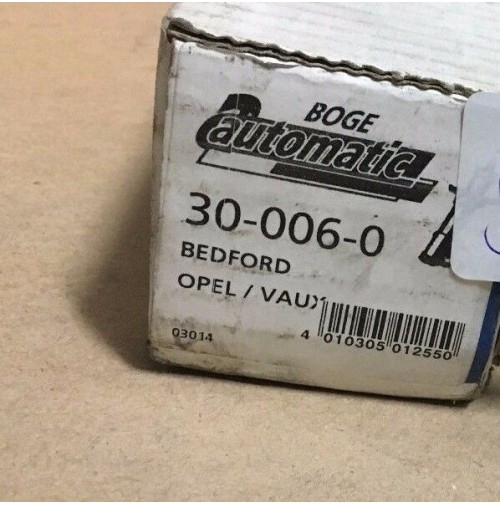 BOGE
automatic
30-006-0
BEDFORD
OPEL / VAUX
03014
4 010305 012550